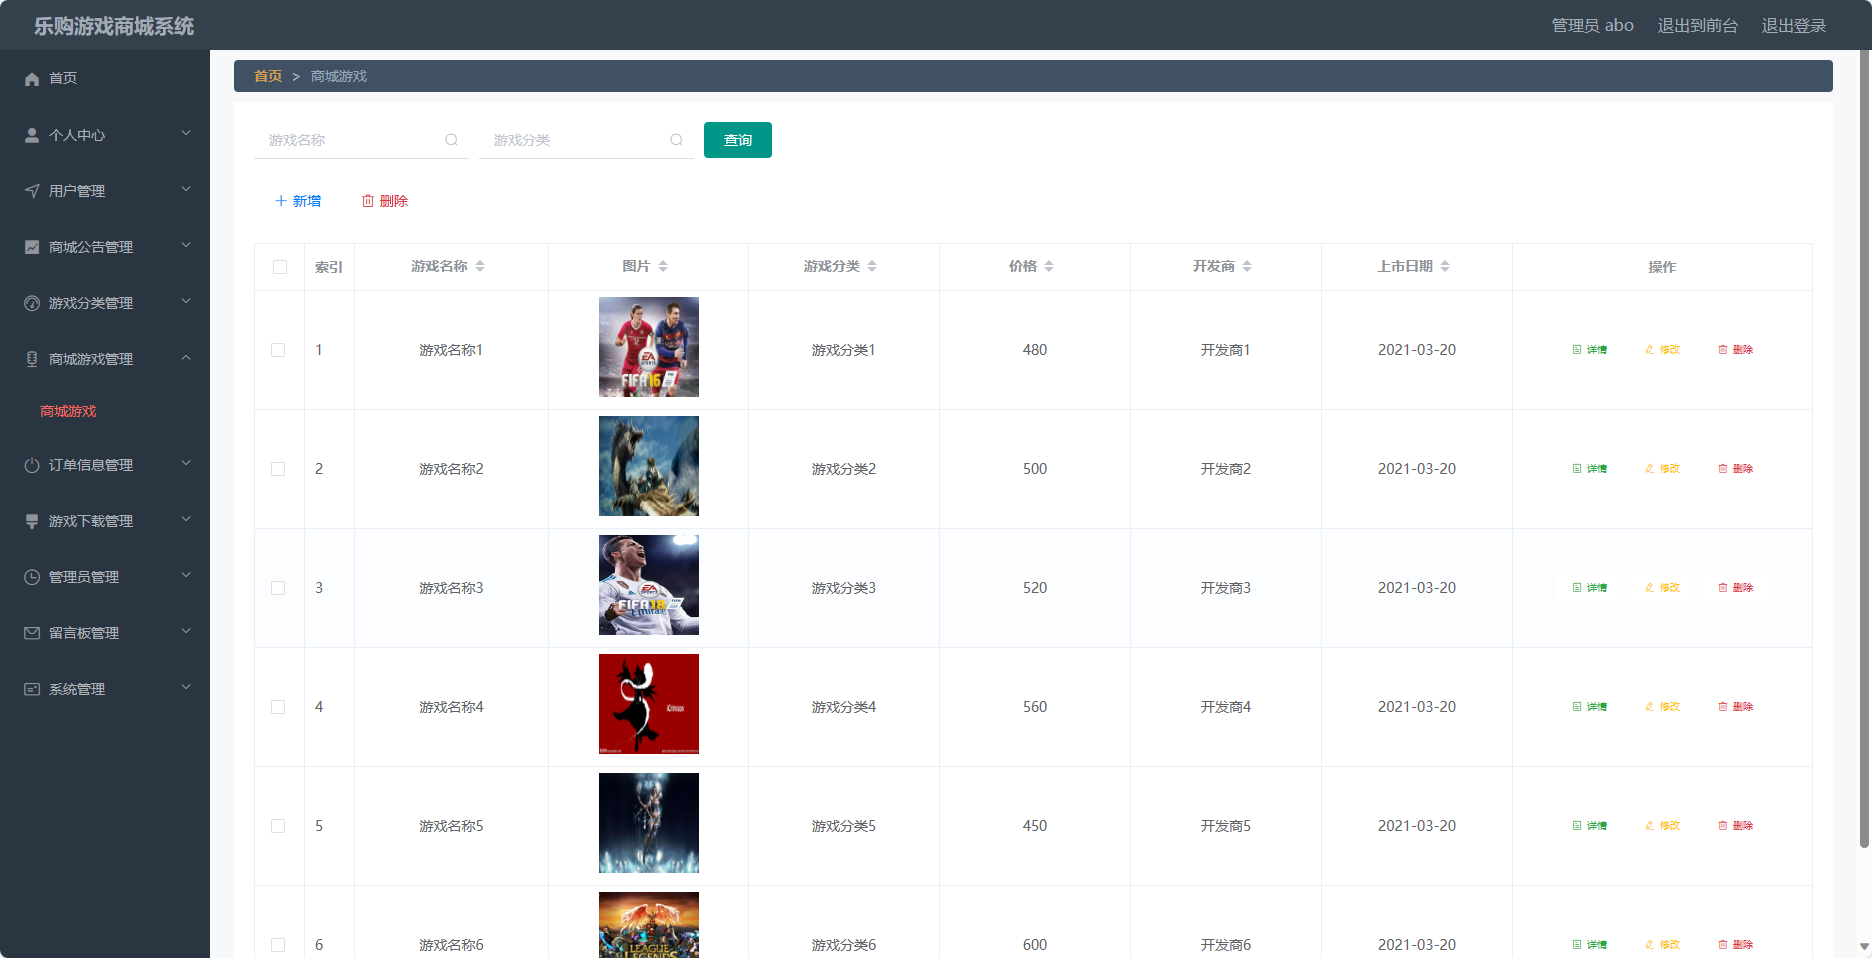 乐购游戏商城系统
管理员 abo 退出到前台 退出登录
首页
个人中心
用户管理
商城公告管理
游戏分类管理
商城游戏管理
商城游戏
订单信息管理
游戏下载管理
管理员管理
留言板管理
系统管理
首页 > 商城游戏
游戏名称 游戏分类 查询
新增 删除
索引 游戏名称 图片 游戏分类 价格 开发商 上市日期 操作
1 游戏名称1 游戏分类1 480 开发商1 2021-03-20 详情 修改 删除
EA SPORTS
FIFA 16
2 游戏名称2 游戏分类2 500 开发商2 2021-03-20 详情 修改 删除
3 游戏名称3 游戏分类3 520 开发商3 2021-03-20 详情 修改 删除
EA SPORTS
FIFA 18
4 游戏名称4 游戏分类4 560 开发商4 2021-03-20 详情 修改 删除
5 游戏名称5 游戏分类5 450 开发商5 2021-03-20 详情 修改 删除
6 游戏名称6 游戏分类6 600 开发商6 2021-03-20 详情 修改 删除
LEAGUE
LEGENDS